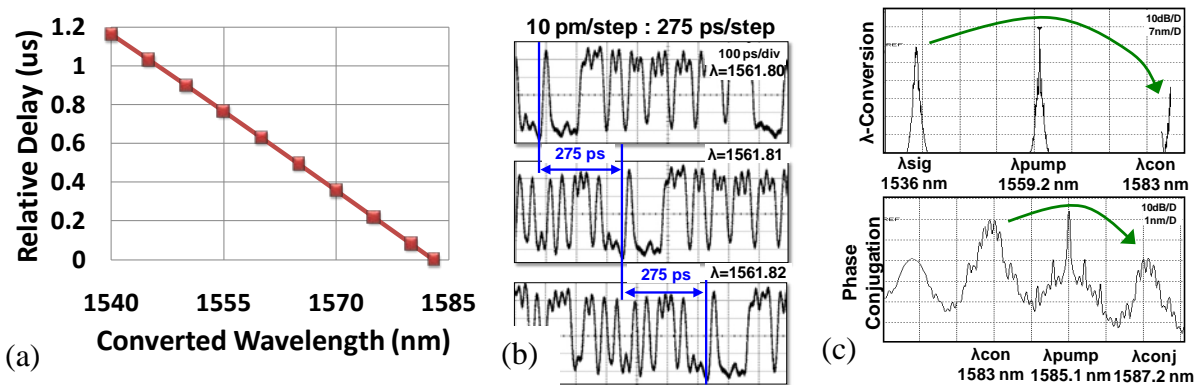 1.2
1
0.8
0.6
0.4
0.2
0
Relative Delay (us)
1540
1555
1570
1585
Converted Wavelength (nm)
(a)
10 pm/step : 275 ps/step
100 ps/div
λ=1561.80
275 ps
λ=1561.81
275 ps
λ=1561.82
(b)
λ-Conversion
REF
10dB/D
7nm/D
λsig
λpump
λcon
1536 nm
1559.2 nm
1583 nm
Phase
Conjugation
REF
10dB/D
1nm/D
λcon
λpump
λconj
1583 nm
1585.1 nm
1587.2 nm
(c)